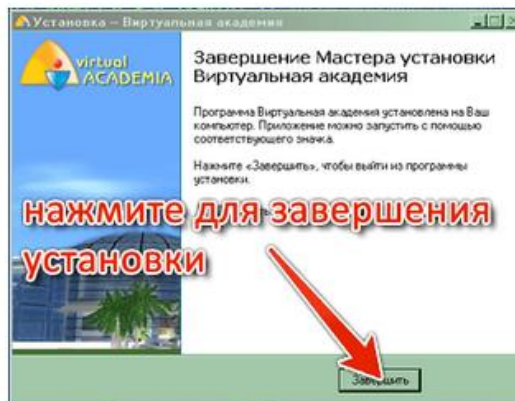 Установка – Виртуальная академия
virtual
ACADEMIA
Завершение Мастера установки
Виртуальная академия
Программа Виртуальная академия установлена на Ваш
компьютер. Приложение можно запустить с помощью
соответствующего значка.
Нажмите «Завершить», чтобы выйти из программы
установки.
нажмите для завершения
установки
Завершить